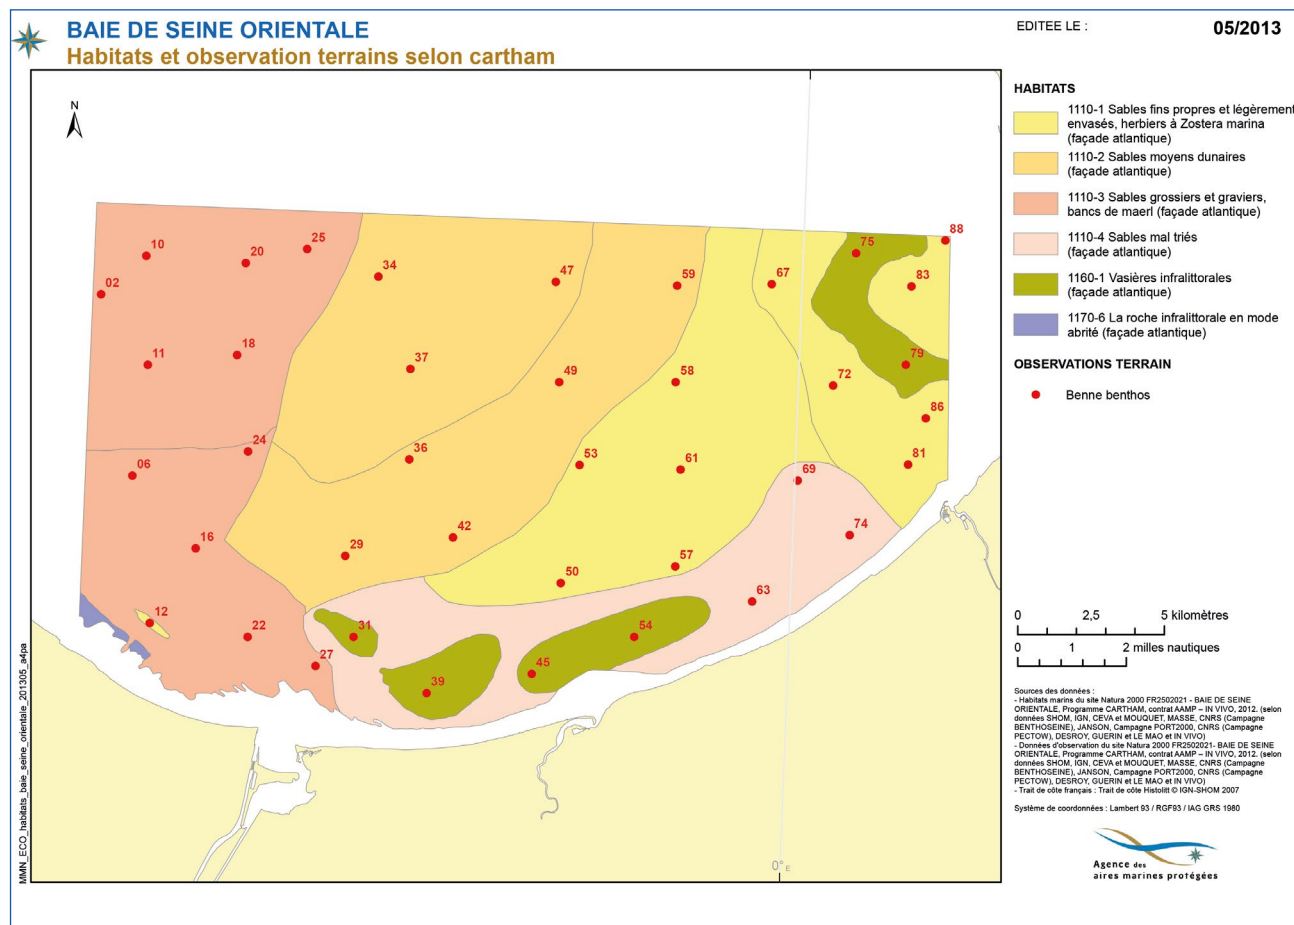 BAIE DE SEINE ORIENTALE
Habitats et observation terrains selon cartham
EDITEE LE :
05/2013
N
10
20
25
02
34
47
59
67
75
88
83
11
18
37
49
58
72
79
86
24
36
06
53
61
69
81
16
29
42
74
50
57
63
12
22
31
54
27
39
45
0° E
MMN_ECO_habitats_baie_seine_orientale_201305_a4pa
HABITATS
1110-1 Sables fins propres et légèrement
envasés, herbiers à Zostera marina
(façade atlantique)
1110-2 Sables moyens dunaires
(façade atlantique)
1110-3 Sables grossiers et graviers,
bancs de maerl (façade atlantique)
1110-4 Sables mal triés
(façade atlantique)
1160-1 Vasières infralittorales
(façade atlantique)
1170-6 La roche infralittorale en mode
abrité (façade atlantique)
OBSERVATIONS TERRAIN
Benne benthos
0 2,5 5 kilomètres
0 1 2 milles nautiques
Sources des données :
- Habitats marins du site Natura 2000 FR2502021 - BAIE DE SEINE
ORIENTALE, Programme CARTHAM, contrat AAMP – IN VIVO, 2012. (selon
données SHOM, IGN, CEVA et MOUQUET, MASSE, CNRS (Campagne
BENTHOSEINE), JANSON, Campagne PORT2000, CNRS (Campagne
PECTOW), DESROY, GUERIN et LE MAO et IN VIVO)
- Données d'observation du site Natura 2000 FR2502021- BAIE DE SEINE
ORIENTALE, Programme CARTHAM, contrat AAMP – IN VIVO, 2012. (selon
données SHOM, IGN, CEVA et MOUQUET, MASSE, CNRS (Campagne
BENTHOSEINE), JANSON, Campagne PORT2000, CNRS (Campagne
PECTOW), DESROY, GUERIN et LE MAO et IN VIVO)
- Trait de côte français : Trait de côte Histolitt © IGN-SHOM 2007
Système de coordonnées : Lambert 93 / RGF93 / IAG GRS 1980
Agence des
aires marines protégées